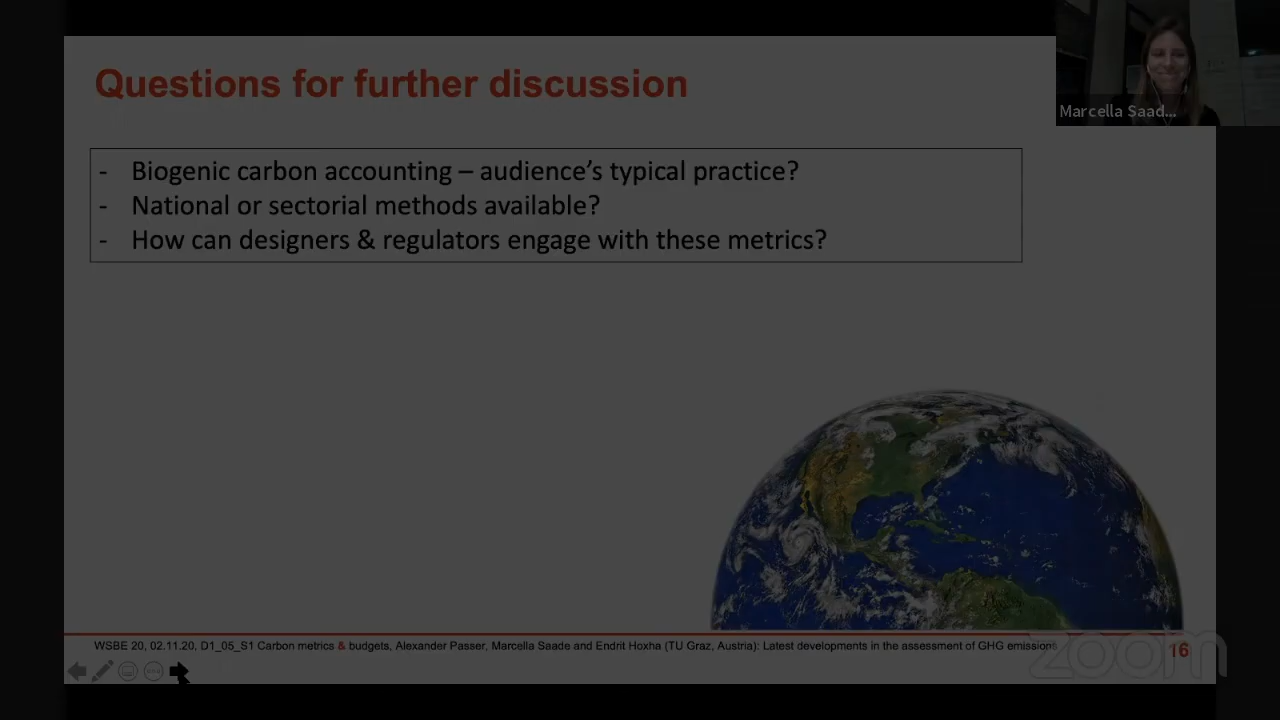 Questions for further discussion
Marcella Saad...
- Biogenic carbon accounting – audience's typical practice?
- National or sectorial methods available?
- How can designers & regulators engage with these metrics?
WSBE 20, 02.11.20, D1_05_S1 Carbon metrics & budgets, Alexander Passer, Marcella Saade and Endrit Hoxha (TU Graz, Austria): Latest developments in the assessment of GHG emissions
16
zoom